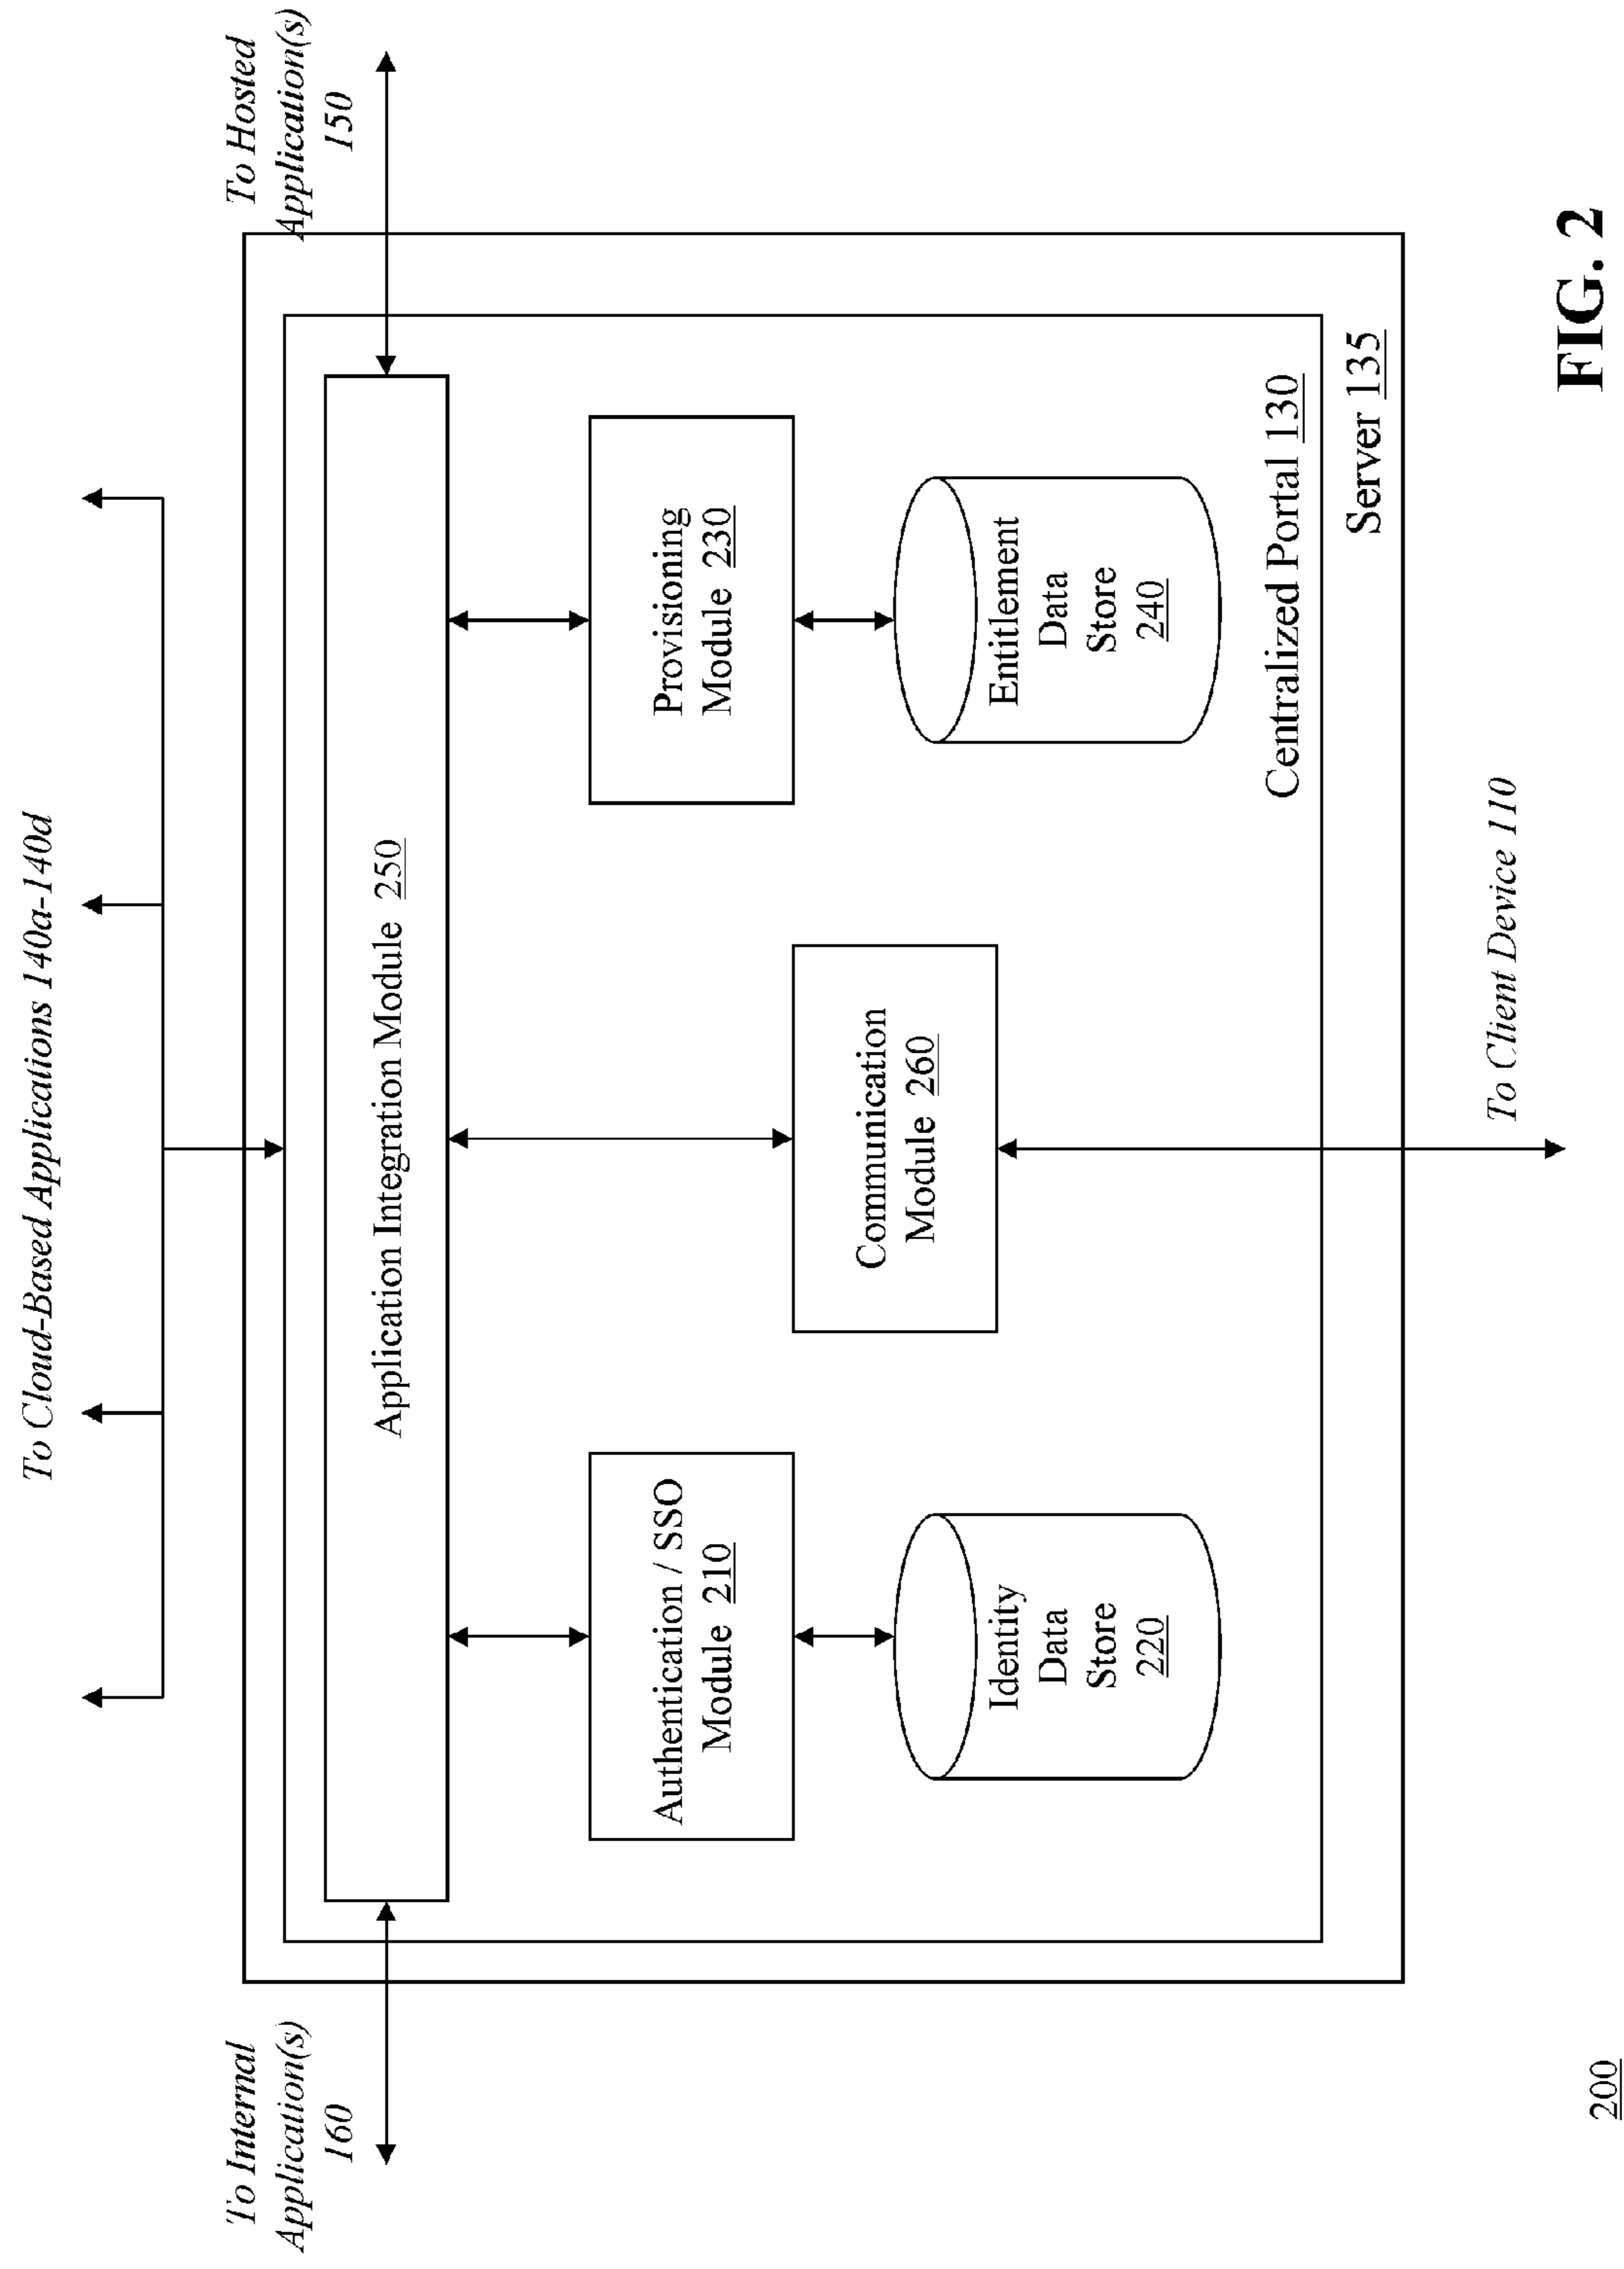 To Cloud-Based Applications 140a-140d
To Internal
Application(s)
160
To Hosted
Application(s)
150
Application Integration Module 250
Authentication / SSO
Module 210
Provisioning
Module 230
Communication
Module 260
Identity
Data
Store
220
Entitlement
Data
Store
240
Centralized Portal 130
Server 135
To Client Device 110
200
FIG. 2